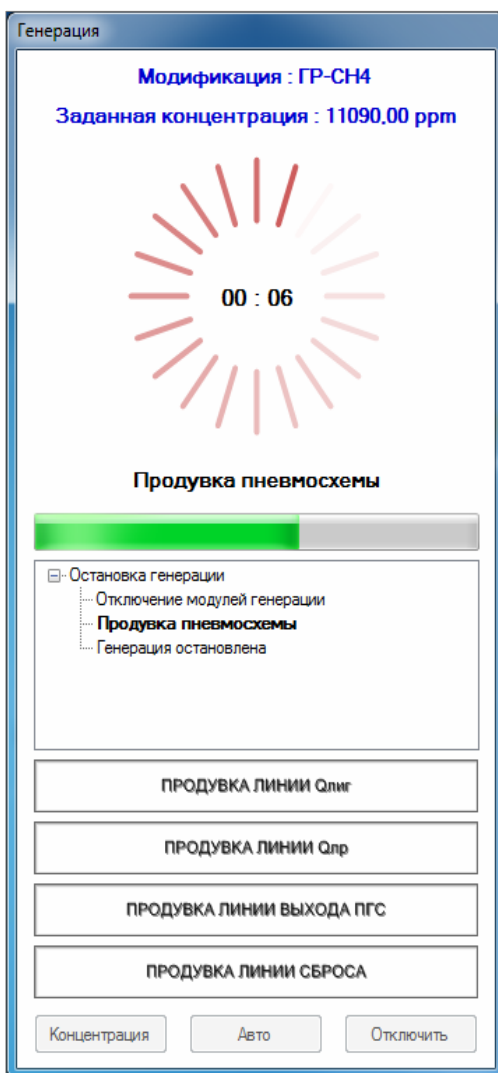 Генерация
Модификация : ГР-СН4
Заданная концентрация : 11090,00 ppm
00 : 06
Продувка пневмосхемы
Остановка генерации
Отключение модулей генерации
Продувка пневмосхемы
Генерация остановлена
ПРОДУВКА ЛИНИИ Qлиг
ПРОДУВКА ЛИНИИ Qпр
ПРОДУВКА ЛИНИИ ВЫХОДА ПГС
ПРОДУВКА ЛИНИИ СБРОСА
Концентрация Авто Отключить